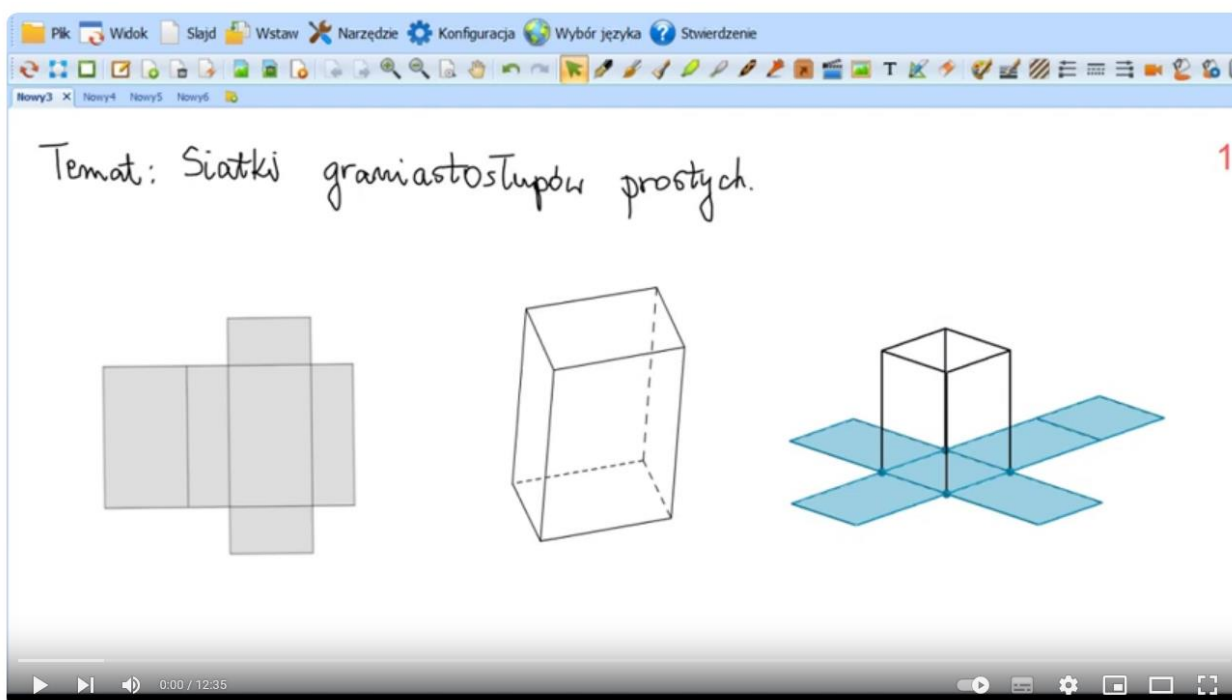 Plik Widok Slajd Wstaw Narzędzie Konfiguracja Wybór języka Stwierdzenie
T
Nowy3 X Nowy4 Nowy5 Nowy6
Temat: Siatki graniastosłupów prostych.
1
0:00 / 12:35